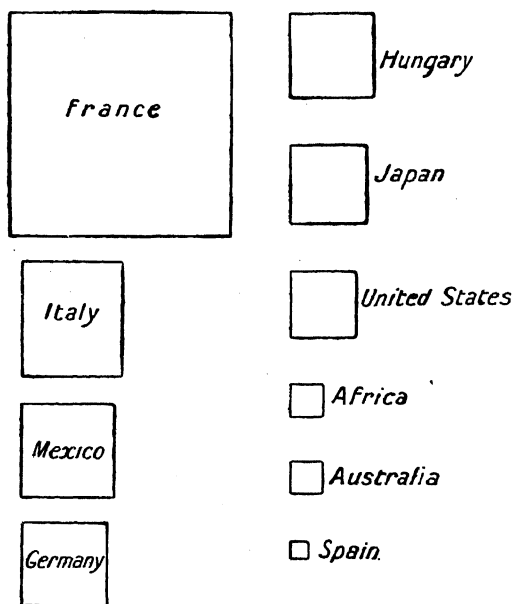 France
Italy
Mexico
Germany
Hungary
Japan
United States
Africa
Australia
Spain.